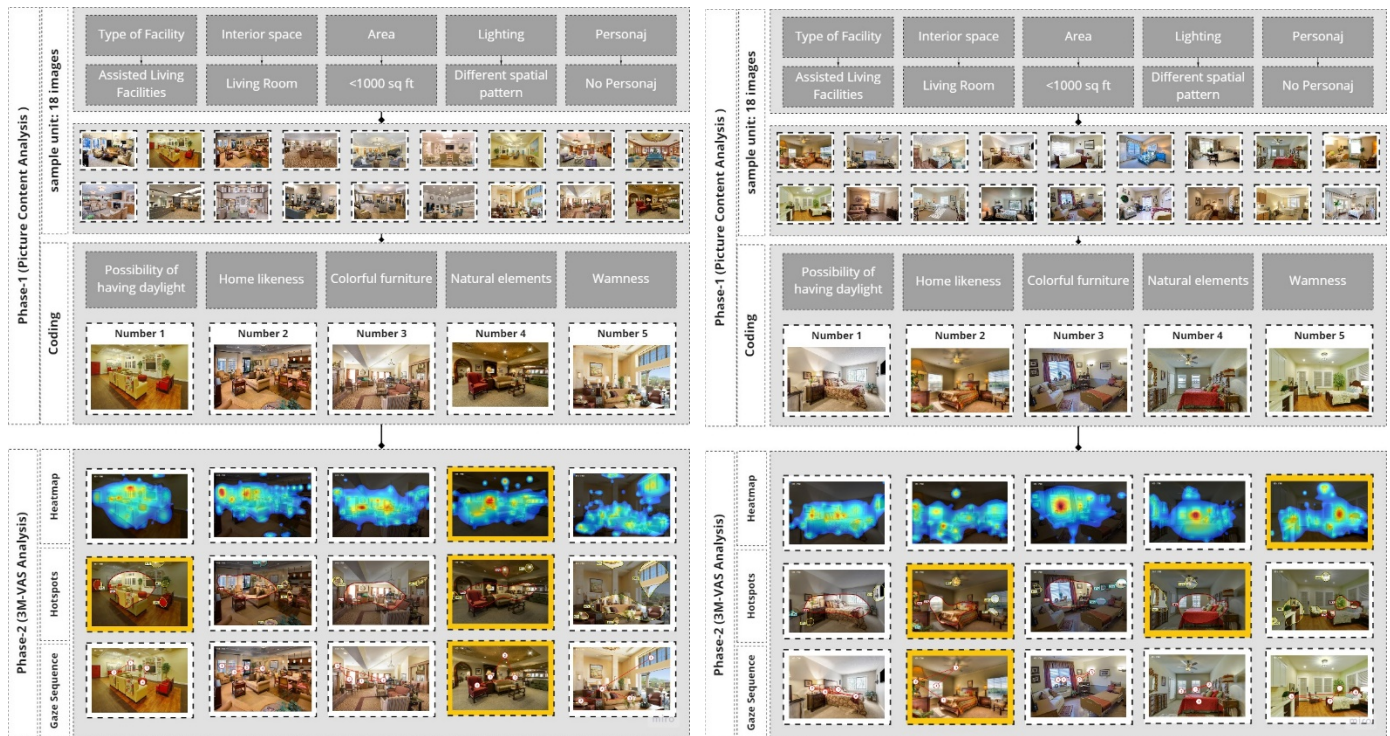 Phase-1 (Picture Content Analysis )
sample unit: 18 images
Type of Facility
Interior space
Area
Lighting
Personaj
Assisted Living
Facilities
Living Room
<1000 sq ft
Different spatial
pattern
No Personaj
Coding
Possibility of
having daylight
Home likeness
Colorful furniture
Natural elements
Wamness
Number 1
Number 2
Number 3
Number 4
Number 5
Phase-2 (3M-VAS Analysis)
Heatmap
Hotspots
Gaze Sequence
miro
Phase-1 (Picture Content Analysis )
sample unit: 18 images
Type of Facility
Interior space
Area
Lighting
Personaj
Assisted Living
Facilities
Living Room
<1000 sq ft
Different spatial
pattern
No Personaj
Coding
Possibility of
having daylight
Home likeness
Colorful furniture
Natural elements
Wamness
Number 1
Number 2
Number 3
Number 4
Number 5
Phase-2 (3M-VAS Analysis)
Heatmap
Hotspots
Gaze Sequence
miro